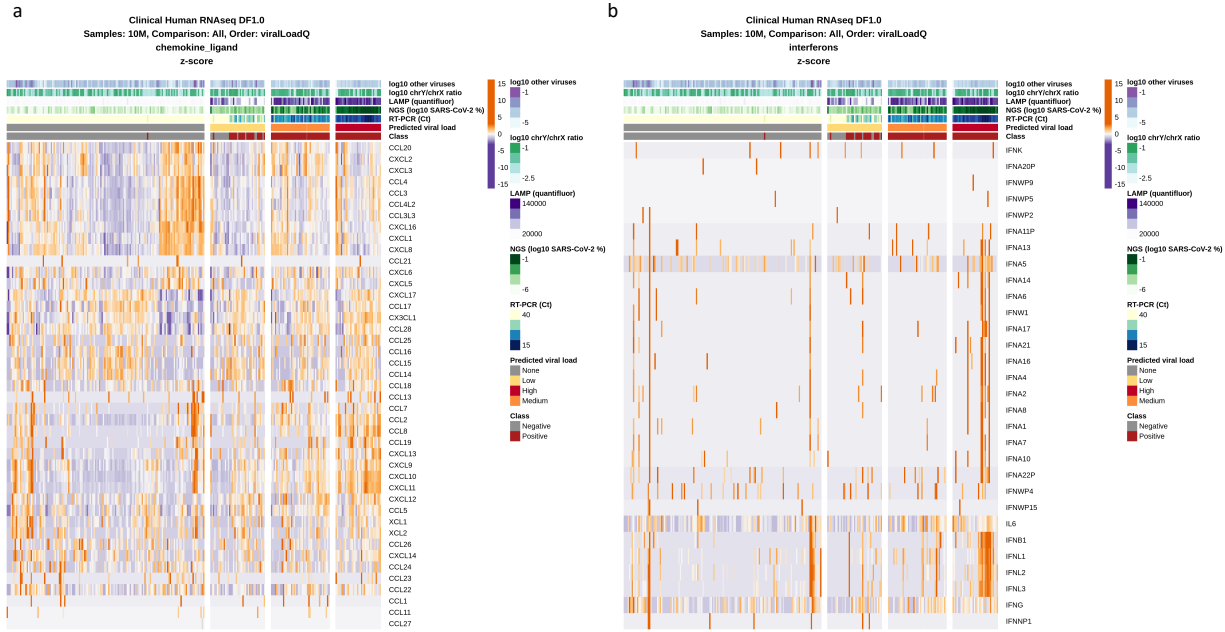 a
Clinical Human RNAseq DF1.0
Samples: 10M, Comparison: All, Order: viralLoadQ
chemokine_ligand
z-score
log10 other viruses
log10 chrY/chrX ratio
LAMP (quantifluor)
NGS (log10 SARS-CoV-2 %)
RT-PCR (Ct)
Predicted viral load
Class
CCL20
CXCL2
CXCL3
CCL4
CCL3
CCL4L2
CCL3L3
CXCL16
CXCL1
CXCL8
CCL21
CXCL6
CXCL5
CXCL17
CCL17
CX3CL1
CCL28
CCL25
CCL16
CCL15
CCL14
CCL18
CCL13
CCL7
CCL2
CCL8
CCL19
CXCL13
CXCL9
CXCL10
CXCL11
CXCL12
CCL5
XCL1
XCL2
CCL26
CXCL14
CCL24
CCL23
CCL22
CCL1
CCL11
CCL27
15
10
5
0
-5
-10
-15
log10 other viruses
-1
-5
log10 chrY/chrX ratio
-1
-2.5
LAMP (quantifluor)
140000
20000
NGS (log10 SARS-CoV-2 %)
-1
-6
RT-PCR (Ct)
40
15
Predicted viral load
None
Low
High
Medium
Class
Negative
Positive
b
Clinical Human RNAseq DF1.0
Samples: 10M, Comparison: All, Order: viralLoadQ
interferons
z-score
log10 other viruses
log10 chrY/chrX ratio
LAMP (quantifluor)
NGS (log10 SARS-CoV-2 %)
RT-PCR (Ct)
Predicted viral load
Class
IFNK
IFNA20P
IFNWP9
IFNWP5
IFNWP2
IFNA11P
IFNA13
IFNA5
IFNA14
IFNA6
IFNW1
IFNA17
IFNA21
IFNA16
IFNA4
IFNA2
IFNA8
IFNA1
IFNA7
IFNA10
IFNA22P
IFNWP4
IFNWP15
IL6
IFNB1
IFNL1
IFNL2
IFNL3
IFNG
IFNNP1
15
10
5
0
-5
-10
-15
log10 other viruses
-1
-5
log10 chrY/chrX ratio
-1
-2.5
LAMP (quantifluor)
140000
20000
NGS (log10 SARS-CoV-2 %)
-1
-6
RT-PCR (Ct)
40
15
Predicted viral load
None
Low
High
Medium
Class
Negative
Positive